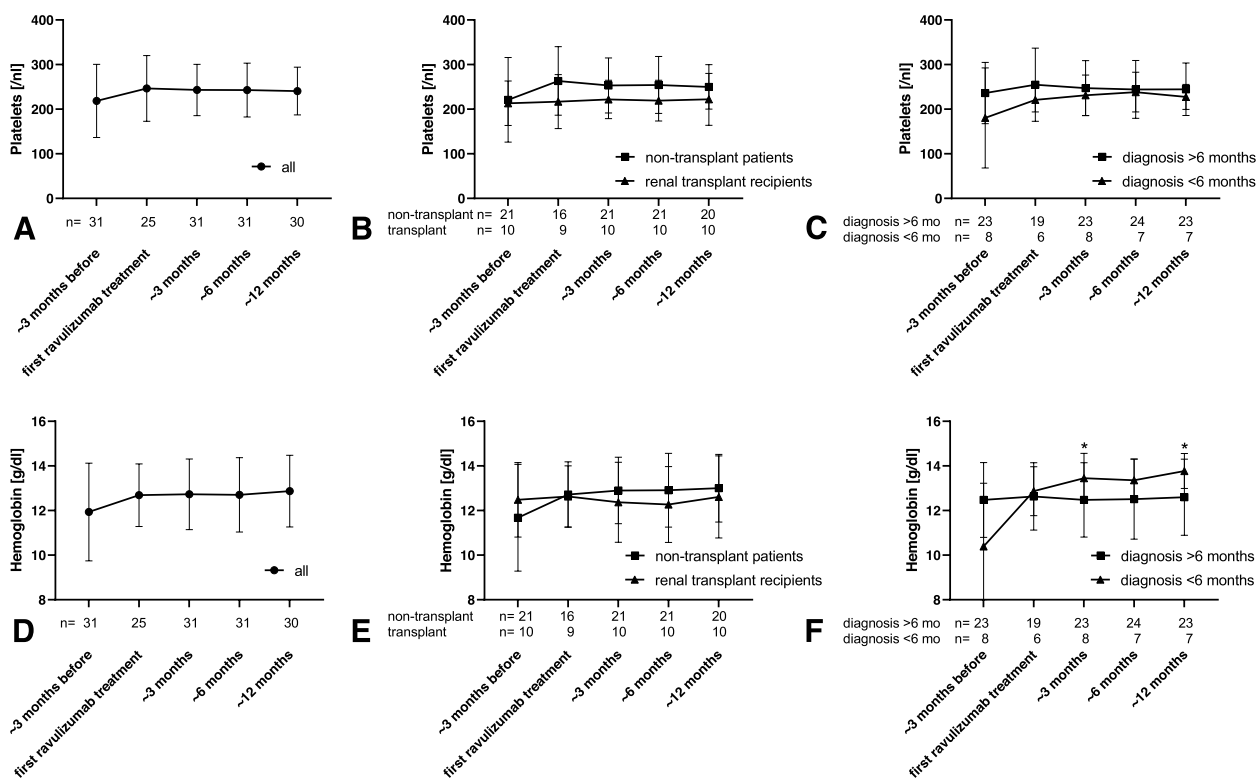 400
300
200
100
0
Platelets [/nl]
all
A
n= 31 25 31 31 30
~3 months before
first ravulizumab treatment
~3 months
~6 months
~12 months
400
300
200
100
0
Platelets [/nl]
non-transplant patients
renal transplant recipients
B
non-transplant n= 21 16 21 21 20
transplant n= 10 9 10 10 10
~3 months before
first ravulizumab treatment
~3 months
~6 months
~12 months
400
300
200
100
0
Platelets [/nl]
diagnosis >6 months
diagnosis <6 months
C
diagnosis >6 mo n= 23 19 23 24 23
diagnosis <6 mo n= 8 6 8 7 7
~3 months before
first ravulizumab treatment
~3 months
~6 months
~12 months
16
14
12
10
8
Hemoglobin [g/dl]
all
D
n= 31 25 31 31 30
~3 months before
first ravulizumab treatment
~3 months
~6 months
~12 months
16
14
12
10
8
Hemoglobin [g/dl]
non-transplant patients
renal transplant recipients
E
non-transplant n= 21 16 21 21 20
transplant n= 10 9 10 10 10
~3 months before
first ravulizumab treatment
~3 months
~6 months
~12 months
16
14
12
10
8
Hemoglobin [g/dl]
* *
diagnosis >6 months
diagnosis <6 months
F
diagnosis >6 mo n= 23 19 23 24 23
diagnosis <6 mo n= 8 6 8 7 7
~3 months before
first ravulizumab treatment
~3 months
~6 months
~12 months